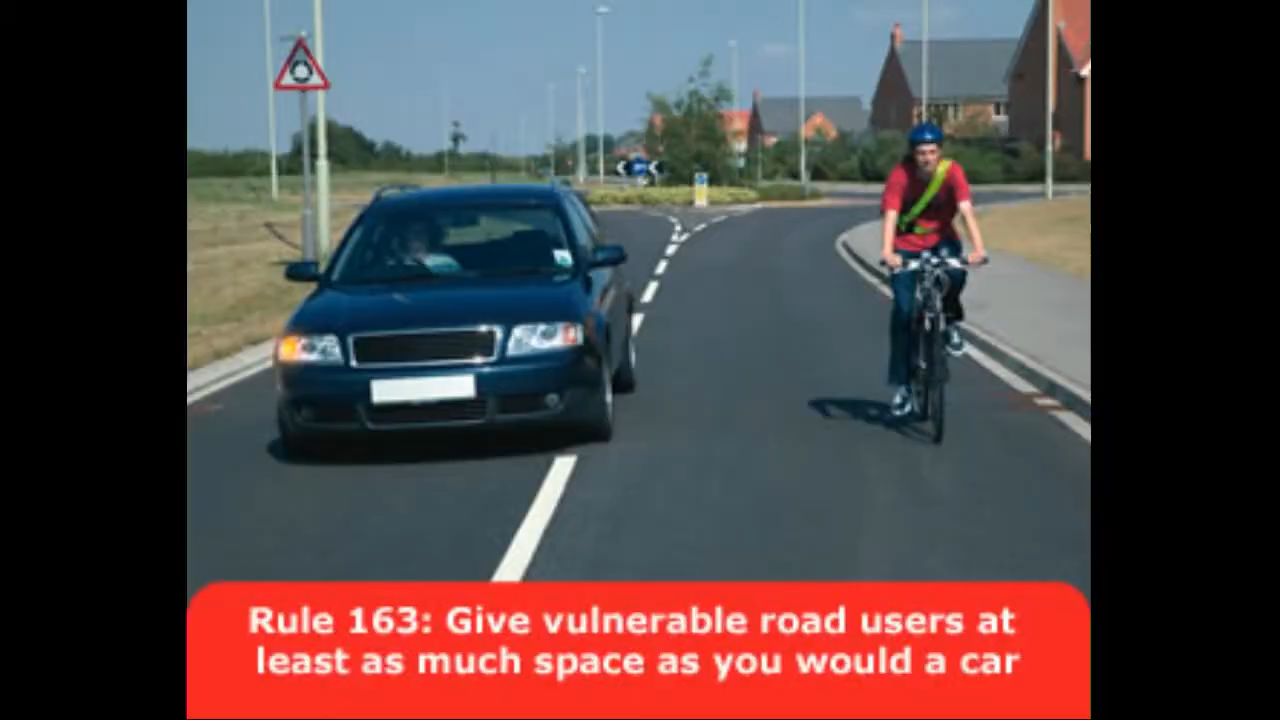 Rule 163: Give vulnerable road users at
least as much space as you would a car